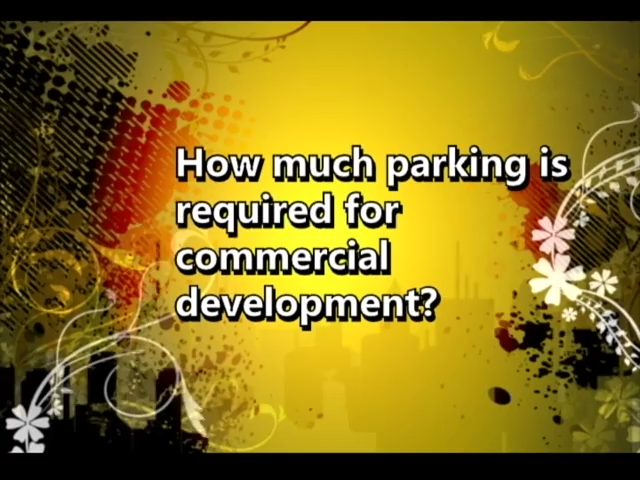 How much parking is
required for
commercial
development?